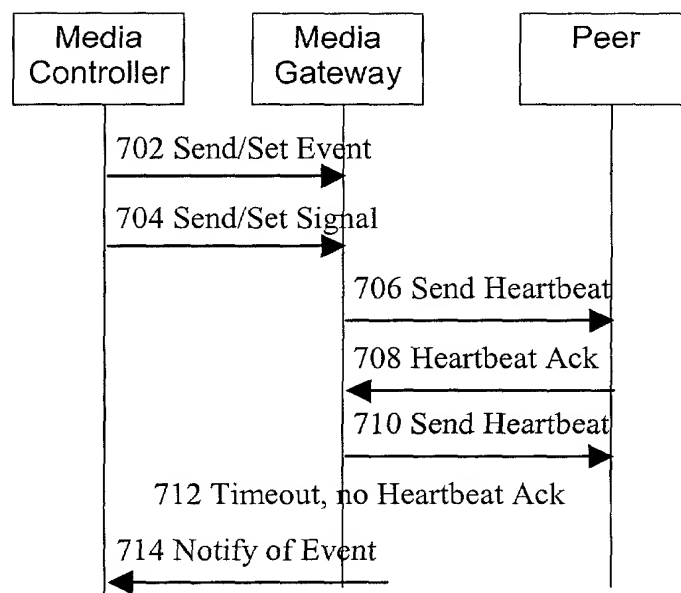 Media
Controller
Media
Gateway
Peer
702 Send/Set Event
704 Send/Set Signal
706 Send Heartbeat
708 Heartbeat Ack
710 Send Heartbeat
712 Timeout, no Heartbeat Ack
714 Notify of Event